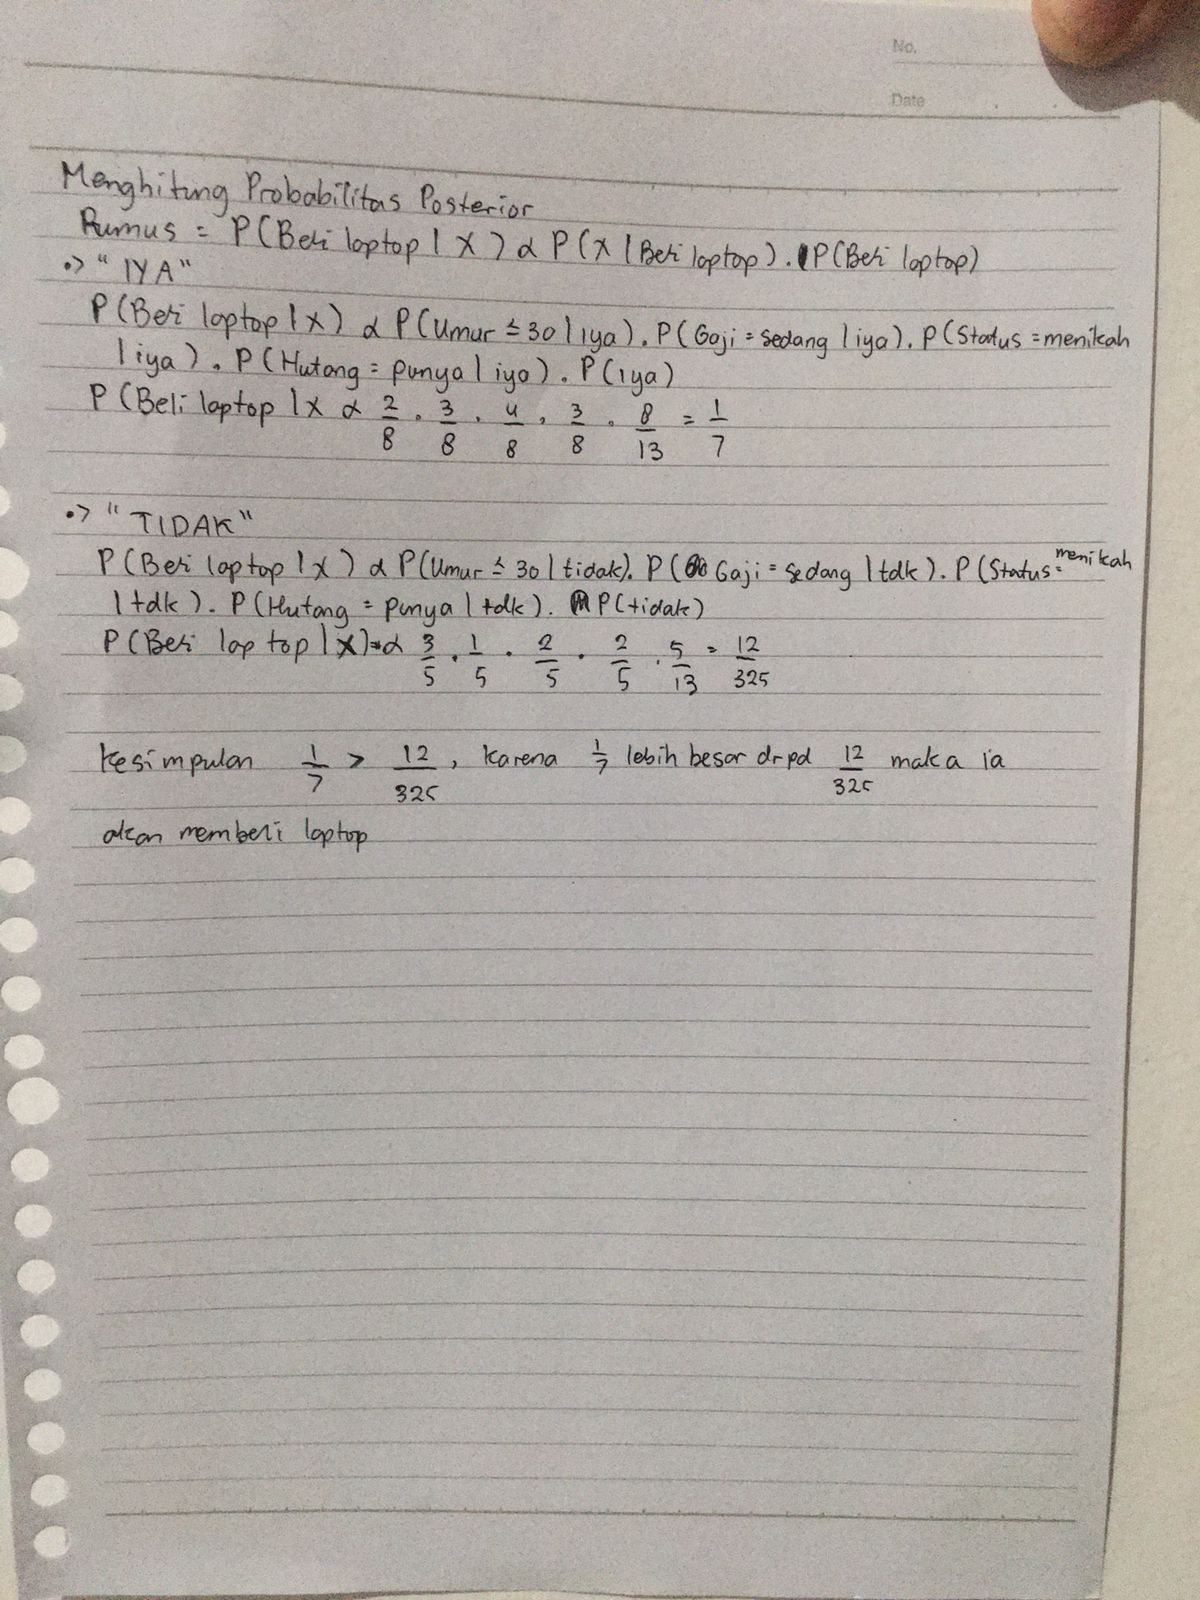 No.
Date
Menghitung Probabilitas Posterior
Rumus = P(Beli laptop | X) α P(X | Beli laptop) . P(Beli laptop)
•> "IYA"
P(Beli laptop | X) α P(Umur ≤ 30 | iya) . P(Gaji = sedang | iya) . P(Status = menikah
| iya) . P(Hutang = punya | iya) . P(iya)
P(Beli laptop | X α 2/8 . 3/8 . 4/8 . 3/8 . 8/13 = 1/7
•> "TIDAK"
P(Beli laptop | X) α P(Umur ≤ 30 | tidak). P(Gaji = sedang | tdk). P(Status = menikah
| tdk). P(Hutang = punya | tdk). P(tidak)
P(Beli laptop | X) α 3/5 . 1/5 . 2/5 . 2/5 . 5/13 = 12/325
Kesimpulan 1/7 > 12/325, karena 1/7 lebih besar drpd 12/325 maka ia
akan membeli laptop